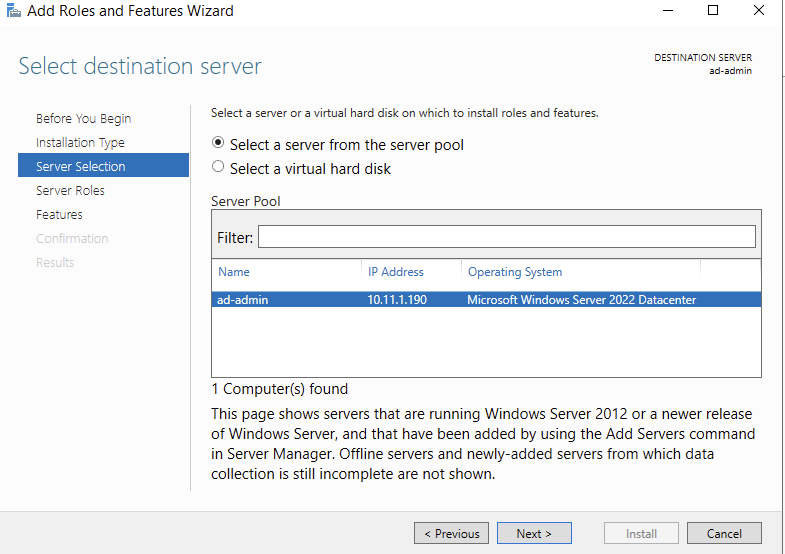 Add Roles and Features Wizard
Select destination server
DESTINATION SERVER
ad-admin
Before You Begin
Installation Type
Server Selection
Server Roles
Features
Confirmation
Results
Select a server or a virtual hard disk on which to install roles and features.
Select a server from the server pool
Select a virtual hard disk
Server Pool
Filter:
Name IP Address Operating System
ad-admin 10.11.1.190 Microsoft Windows Server 2022 Datacenter
1 Computer(s) found
This page shows servers that are running Windows Server 2012 or a newer release
of Windows Server, and that have been added by using the Add Servers command
in Server Manager. Offline servers and newly-added servers from which data
collection is still incomplete are not shown.
< Previous Next > Install Cancel